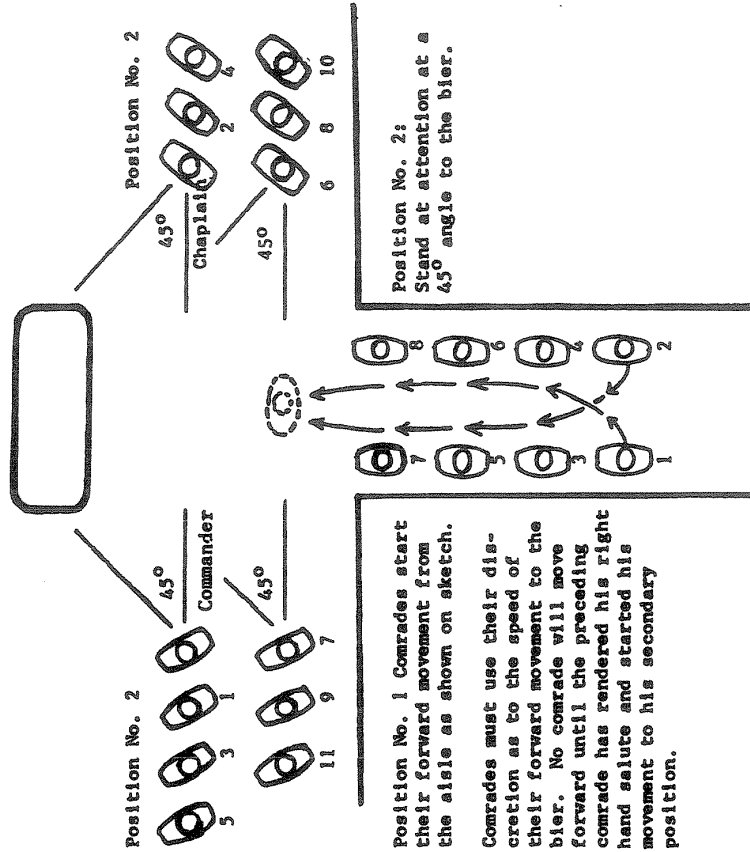 Position No. 2
5 3 1
45°
Commander
11 9 7
45°
Position No. 2
2 4
45°
Chaplain
6 8 10
45°
7 8
5 6
3 4
1 2
Position No. 1 Comrades start
their forward movement from
the aisle as shown on sketch.
Comrades must use their dis-
cretion as to the speed of
their forward movement to the
bier. No comrade will move
forward until the preceding
comrade has rendered his right
hand salute and started his
movement to his secondary
position.
Position No. 2:
Stand at attention at a
45° angle to the bier.